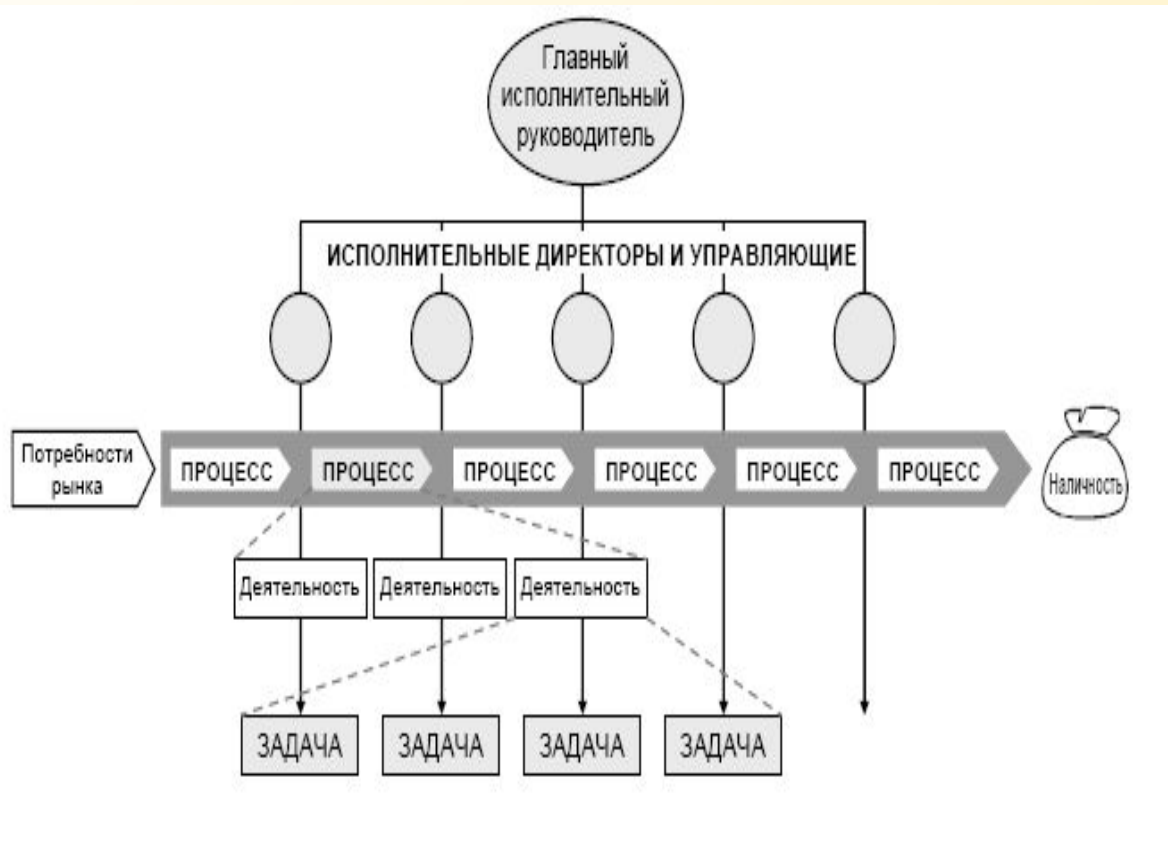 Главный
исполнительный
руководитель
ИСПОЛНИТЕЛЬНЫЕ ДИРЕКТОРЫ И УПРАВЛЯЮЩИЕ
Потребности
рынка
ПРОЦЕСС
ПРОЦЕСС
ПРОЦЕСС
ПРОЦЕСС
ПРОЦЕСС
ПРОЦЕСС
Наличность
Деятельность
Деятельность
Деятельность
ЗАДАЧА
ЗАДАЧА
ЗАДАЧА
ЗАДАЧА